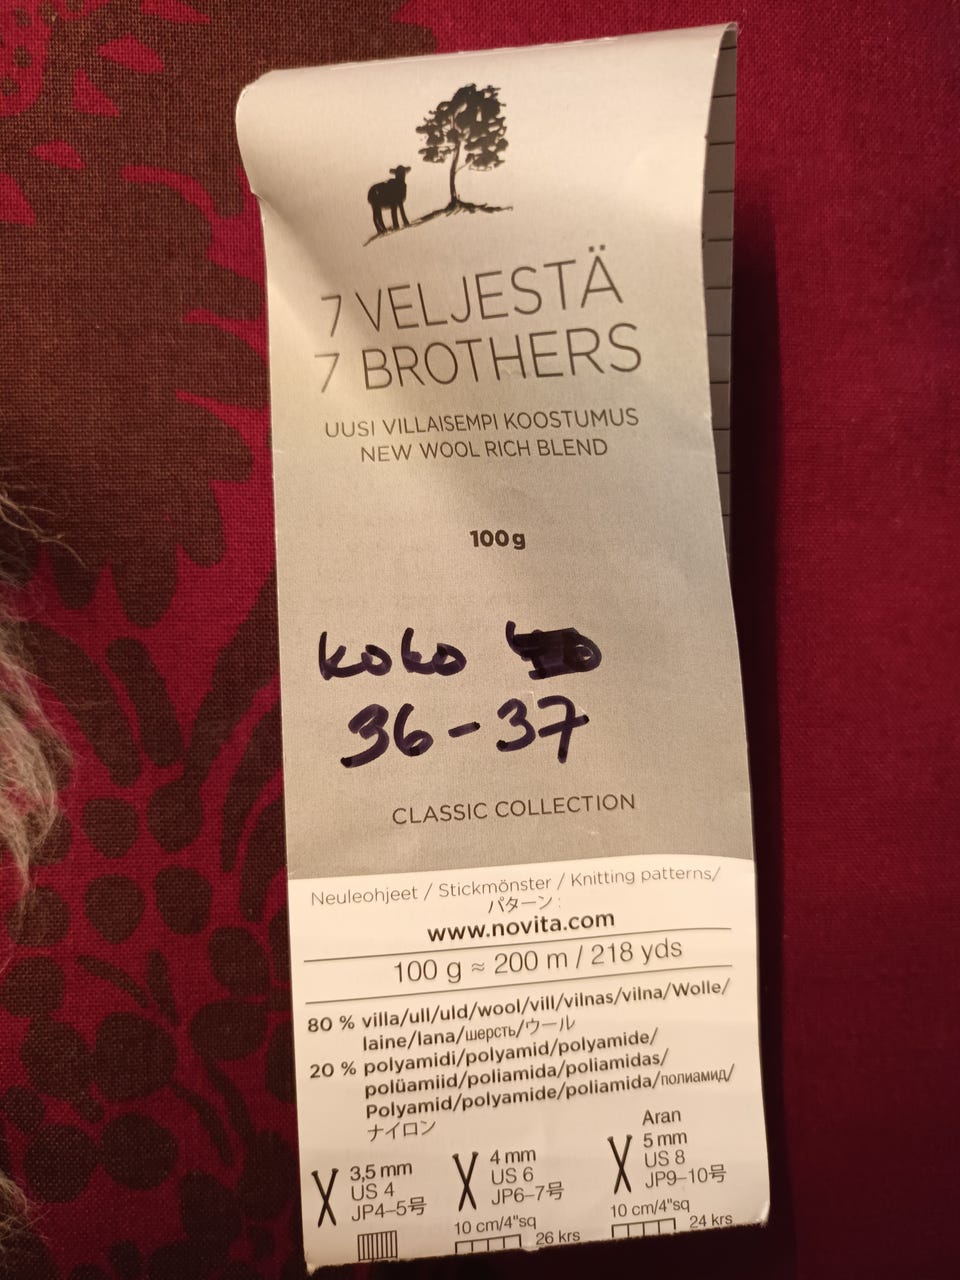 7 VELJESTÄ
7 BROTHERS
UUSI VILLAISEMPI KOOSTUMUS
NEW WOOL RICH BLEND
100g
koko
36-37
CLASSIC COLLECTION
Neuleohjeet / Stickmönster / Knitting patterns/
パターン:
www.novita.com
100 g ≈ 200 m / 218 yds
80 % villa/ull/uld/wool/vill/vilnas/vilna/Wolle/
laine/lana/шерсть/ウール
20 % polyamidi/polyamid/polyamide/
polüamiid/poliamida/poliamidas/
Polyamid/polyamide/poliamida/полиамид/
ナイロン
3,5 mm
US 4
JP4–5号
4 mm
US 6
JP6–7号
10 cm/4"sq
26 krs
Aran
5 mm
US 8
JP9–10号
10 cm/4"sq
24 krs